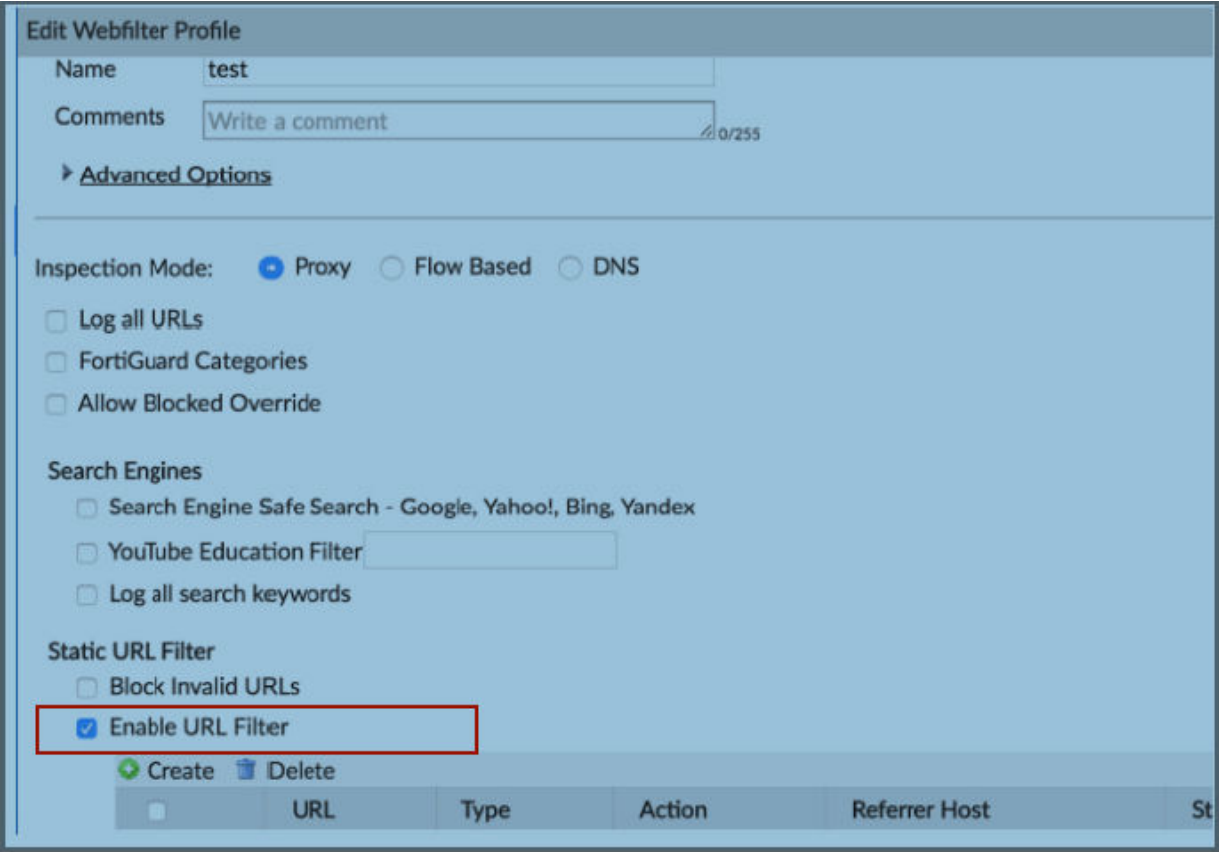 Edit Webfilter Profile
Name test
Comments Write a comment 0/255
Advanced Options
Inspection Mode: Proxy Flow Based DNS
Log all URLs
FortiGuard Categories
Allow Blocked Override
Search Engines
Search Engine Safe Search - Google, Yahoo!, Bing, Yandex
YouTube Education Filter
Log all search keywords
Static URL Filter
Block Invalid URLs
Enable URL Filter
Create Delete
URL Type Action Referrer Host St